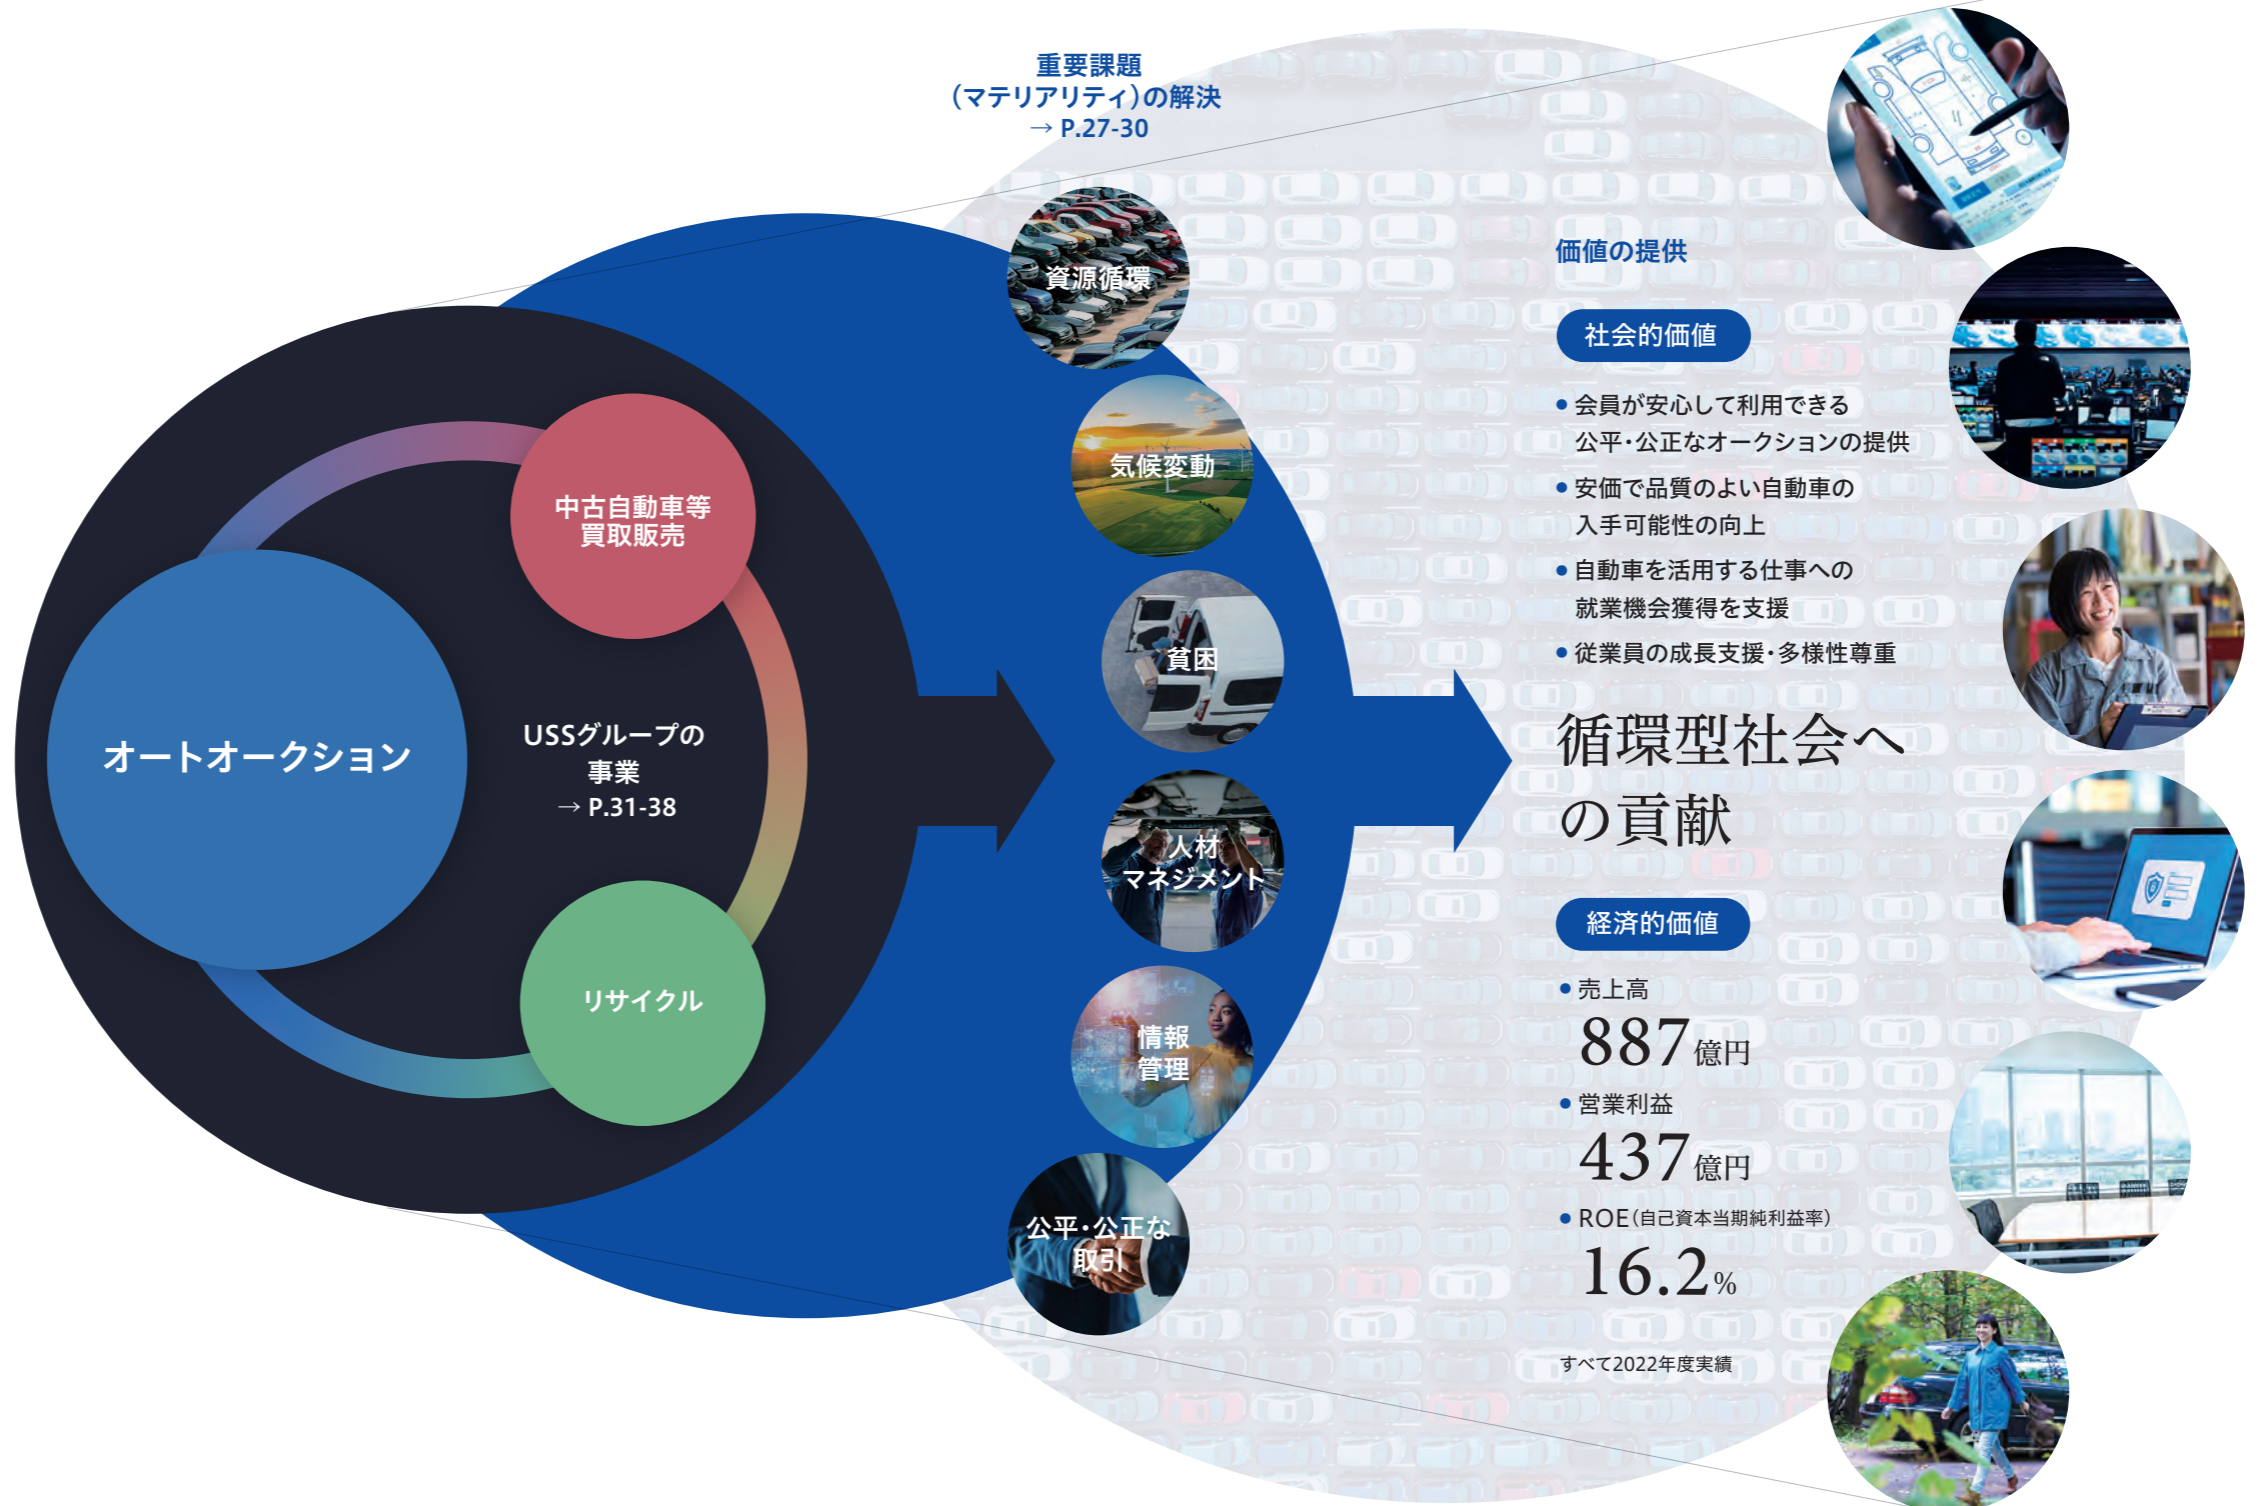 重要課題
（マテリアリティ）の解決
→ P.27-30
オートオークション
中古自動車等
買取販売
USSグループの
事業
→ P.31-38
リサイクル
資源循環
気候変動
貧困
人材
マネジメント
情報
管理
公平・公正な
取引
価値の提供
社会的価値
• 会員が安心して利用できる
公平・公正なオークションの提供
• 安価で品質のよい自動車の
入手可能性の向上
• 自動車を活用する仕事への
就業機会獲得を支援
• 従業員の成長支援・多様性尊重
循環型社会へ
の貢献
経済的価値
• 売上高
887億円
• 営業利益
437億円
• ROE（自己資本当期純利益率）
16.2%
すべて2022年度実績